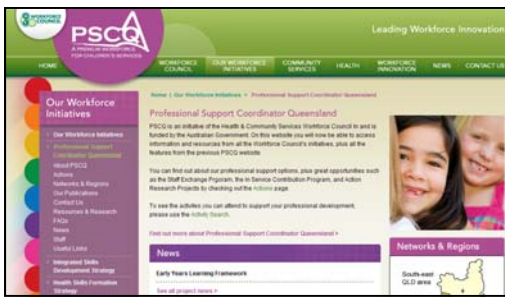 WORKFORCE
COUNCIL
PSCQ
A PREMIUM WORKFORCE
FOR CHILDREN'S SERVICES
Leading Workforce Innovation
HOME
WORKFORCE
COUNCIL
OUR WORKFORCE
INITIATIVES
COMMUNITY
SERVICES
HEALTH
WORKFORCE
INNOVATION
NEWS
CONTACT US
Our Workforce
Initiatives
Our Workforce Initiatives
Professional Support
Coordinator Queensland
About PSCQ
Actions
Networks & Regions
Our Publications
Contact Us
Resources & Research
FAQs
News
Staff
Useful Links
Integrated Skills
Development Strategy
Health Skills Formation
Strategy
Home | Our Workforce Initiatives > Professional Support Coordinator Queensland
Professional Support Coordinator Queensland
PSCQ is an initiative of the Health & Community Services Workforce Council In and is
funded by the Australian Government. On this website you will now be able to access
information and resources from all the Workforce Council's initiatives, plus all the
features from the previous PSCQ website.
You can find out about our professional support options, plus great opportunities such
as the Staff Exchange Prgoram, the In Service Contribution Program, and Action
Research Projects by checking out the Actions page.
To see the activities you can attend to support your professional development,
please use the Activity Search.
Find out more about Professional Support Coordinator Queensland >
News
Early Years Learning Framework
See all project news >
Networks & Regions
South-east
QLD area